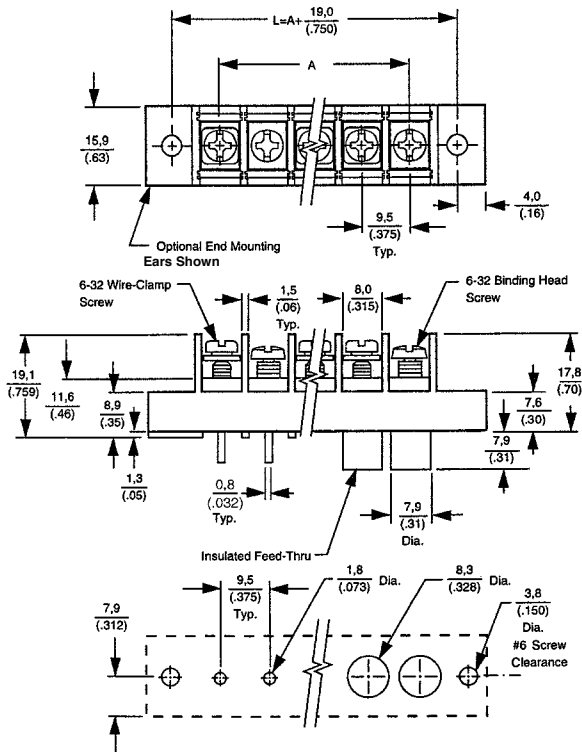 L=A+ 19,0
(.750)
A
15,9
(.63)
9,5
(.375)
Typ.
4,0
(.16)
Optional End Mounting
Ears Shown
6-32 Wire-Clamp
Screw
1,5
(.06)
Typ.
8,0
(.315)
6-32 Binding Head
Screw
19,1
(.759)
11,6
(.46)
8,9
(.35)
17,8
(.70)
7,6
(.30)
7,9
(.31)
1,3
(.05)
0,8
(.032)
Typ.
7,9
(.31)
Dia.
Insulated Feed-Thru
7,9
(.312)
9,5
(.375)
Typ.
1,8 Dia.
(.073)
8,3 Dia.
(.328)
3,8
(.150)
Dia.
#6 Screw
Clearance